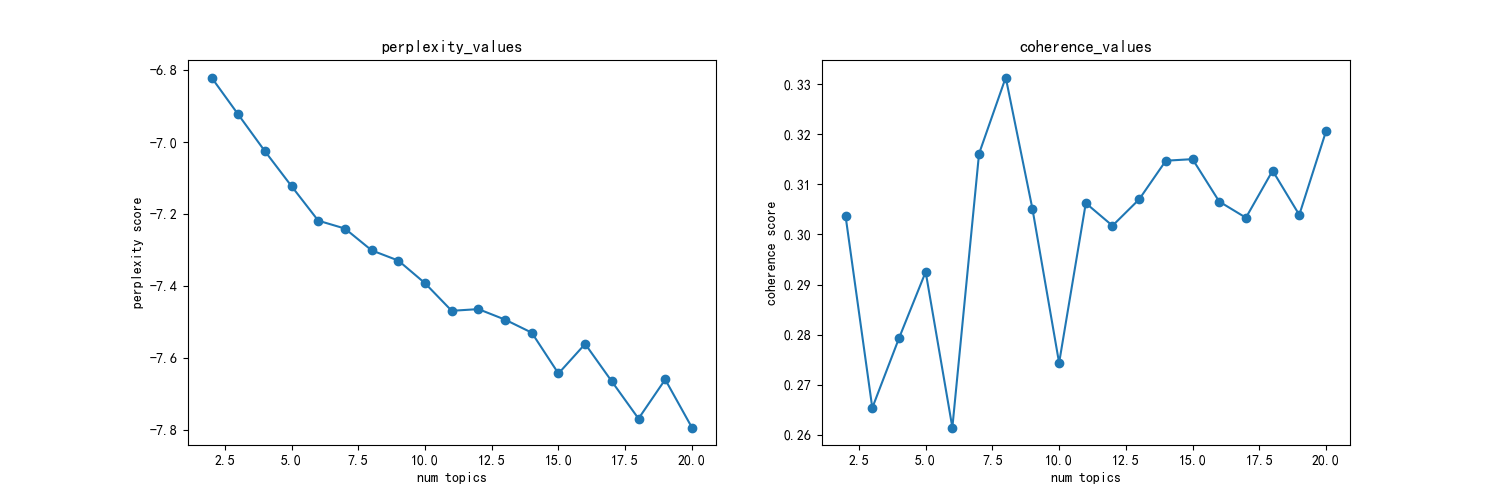 perplexity_values
perplexity score
-6.8
-7.0
-7.2
-7.4
-7.6
-7.8
2.5 5.0 7.5 10.0 12.5 15.0 17.5 20.0
num topics
coherence_values
coherence score
0.33
0.32
0.31
0.30
0.29
0.28
0.27
0.26
2.5 5.0 7.5 10.0 12.5 15.0 17.5 20.0
num topics